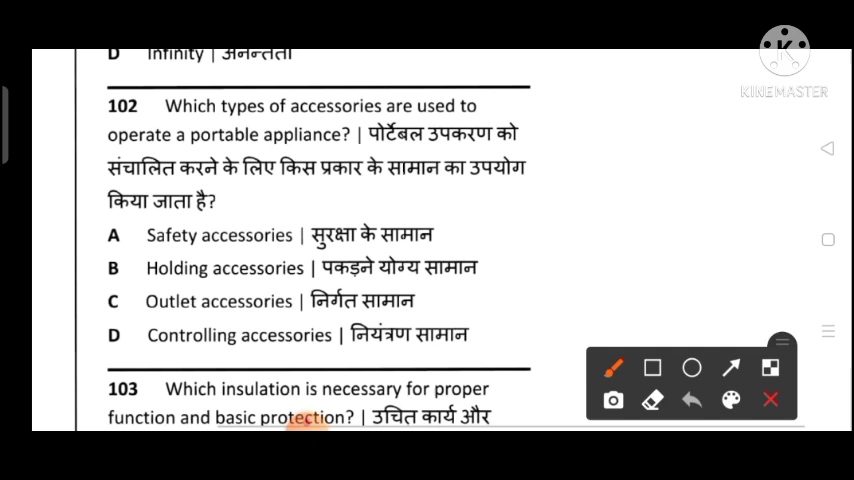 D Infinity | अनन्तता
KINEMASTER
102 Which types of accessories are used to
operate a portable appliance? | पोर्टेबल उपकरण को
संचालित करने के लिए किस प्रकार के सामान का उपयोग
किया जाता है?
A Safety accessories | सुरक्षा के सामान
B Holding accessories | पकड़ने योग्य सामान
C Outlet accessories | निर्गत सामान
D Controlling accessories | नियंत्रण सामान
103 Which insulation is necessary for proper
function and basic protection? | उचित कार्य और